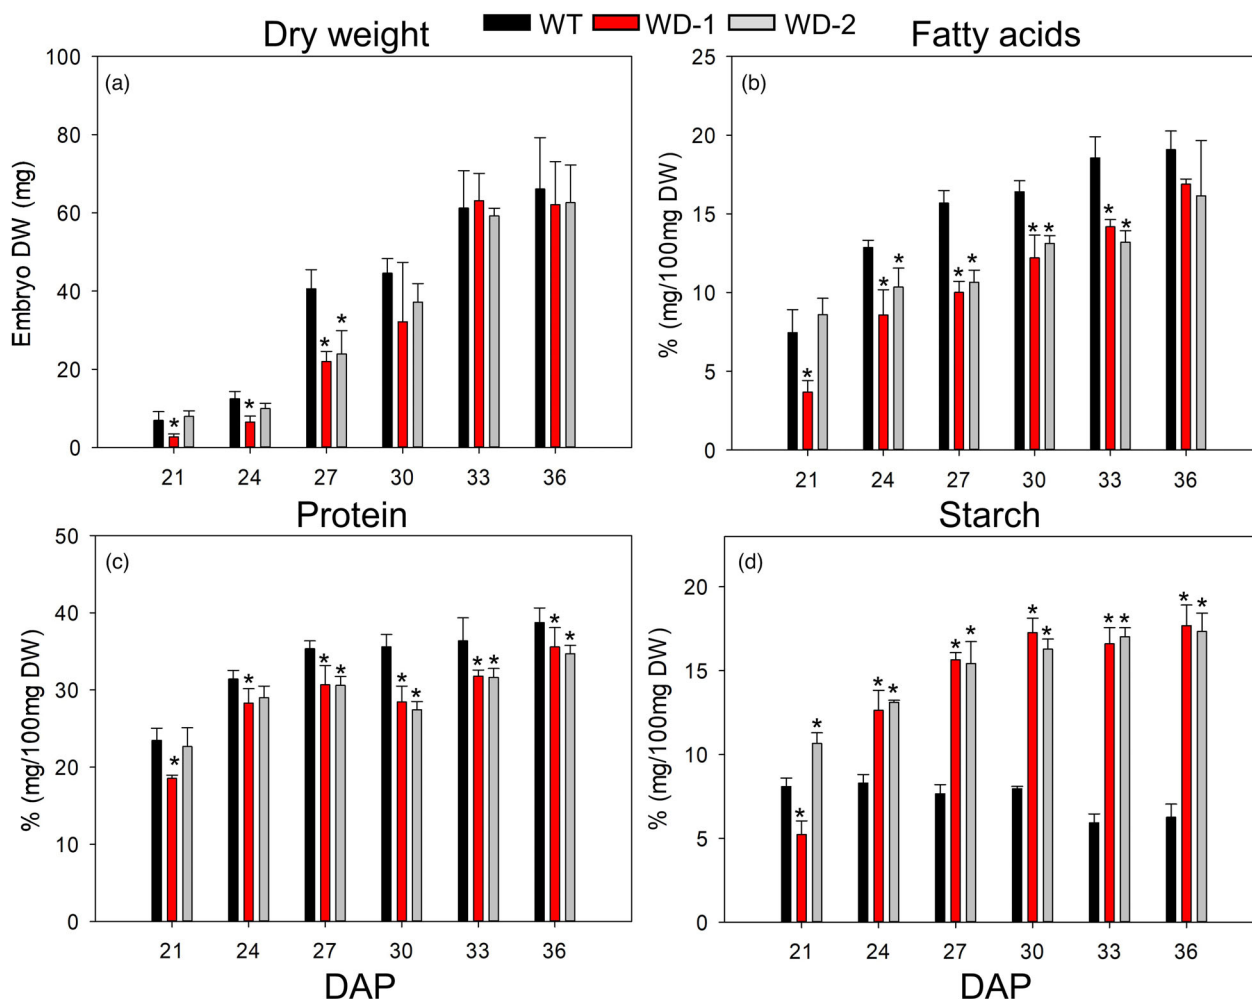 WT WD-1 WD-2
Dry weight
Fatty acids
(a)
Embryo DW (mg)
100
80
60
40
20
0
21 24 27 30 33 36
* * * *
(b)
% (mg/100mg DW)
25
20
15
10
5
0
21 24 27 30 33 36
* * * * * * * * *
Protein
(c)
% (mg/100mg DW)
50
40
30
20
10
0
21 24 27 30 33 36
DAP
* * * * * * * * * *
Starch
(d)
% (mg/100mg DW)
20
15
10
5
0
21 24 27 30 33 36
DAP
* * * * * * * * * * * *